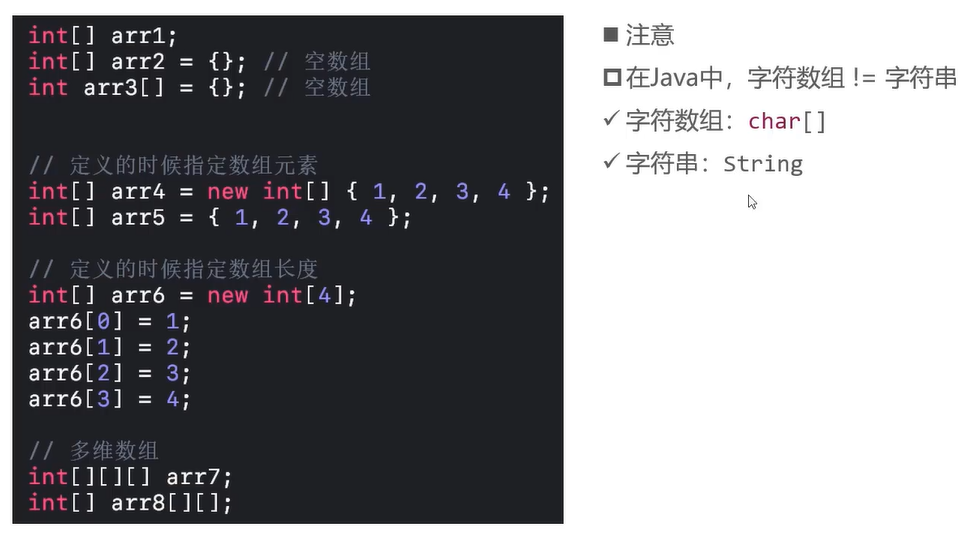 int[] arr1;
int[] arr2 = {}; // 空数组
int arr3[] = {}; // 空数组
// 定义的时候指定数组元素
int[] arr4 = new int[] { 1, 2, 3, 4 };
int[] arr5 = { 1, 2, 3, 4 };
// 定义的时候指定数组长度
int[] arr6 = new int[4];
arr6[0] = 1;
arr6[1] = 2;
arr6[2] = 3;
arr6[3] = 4;
// 多维数组
int[][][] arr7;
int[] arr8[][];
注意
在Java中，字符数组 != 字符串
字符数组：char[]
字符串：String